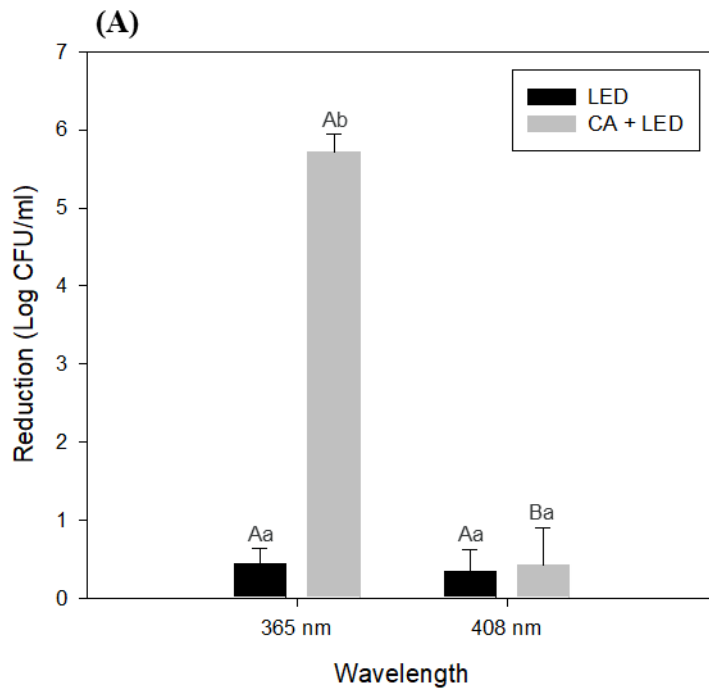 (A)
7
6
5
4
3
2
1
0
Reduction (Log CFU/ml)
LED
CA + LED
Aa
Ab
Aa
Ba
365 nm
408 nm
Wavelength